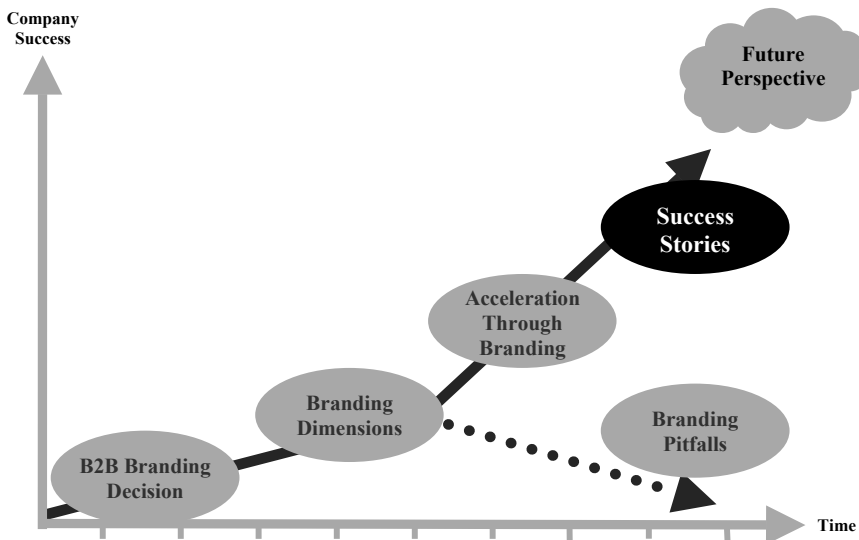 Company
Success
Future
Perspective
Success
Stories
Acceleration
Through
Branding
Branding
Dimensions
Branding
Pitfalls
B2B Branding
Decision
Time